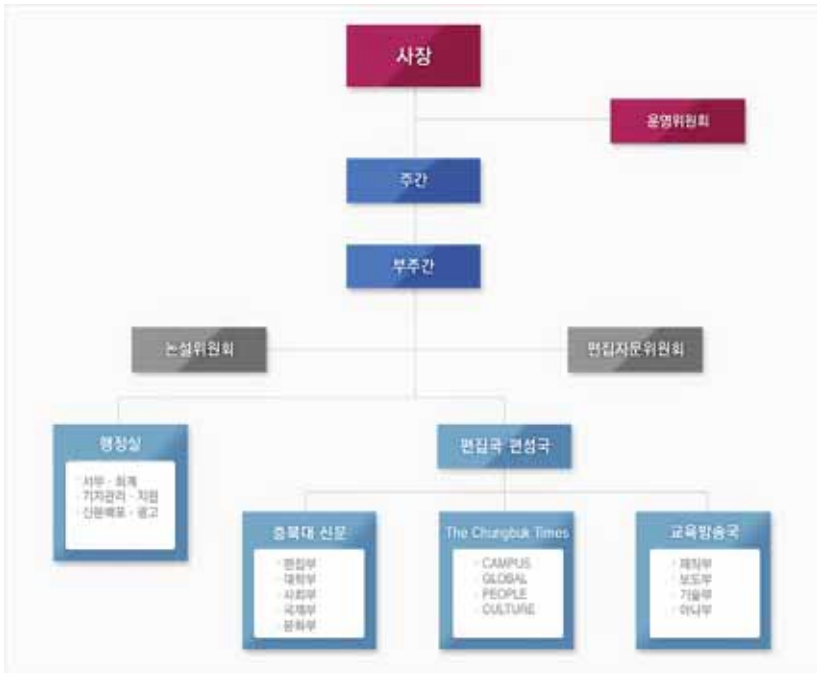 사장
운영위원회
주간
부주간
논설위원회
편집자문위원회
행정실
· 서무 · 회계
· 기자관리 · 지원
· 신문배포 · 광고
편집국 편성국
충북대 신문
· 편집부
· 대학부
· 사회부
· 국제부
· 문화부
The Chungbuk Times
· CAMPUS
· GLOBAL
· PEOPLE
· CULTURE
교육방송국
· 제작부
· 보도부
· 기술부
· 아나부